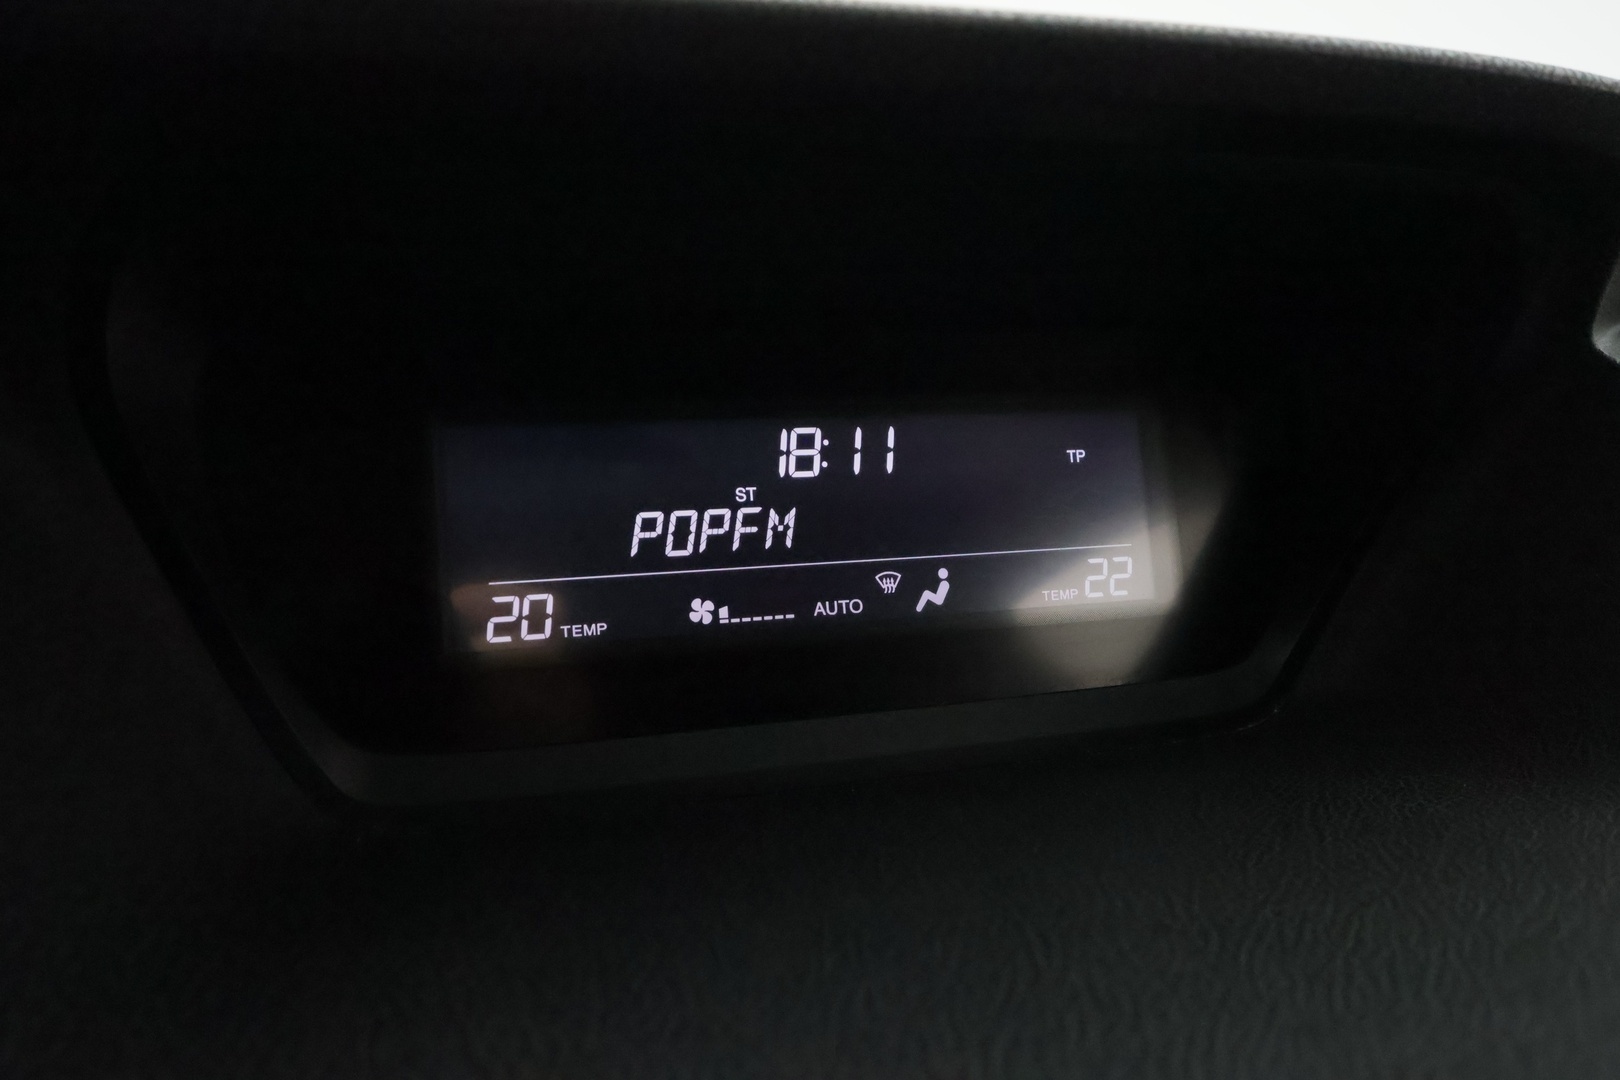 18:11 TP
ST
POPFM
20 TEMP AUTO TEMP 22